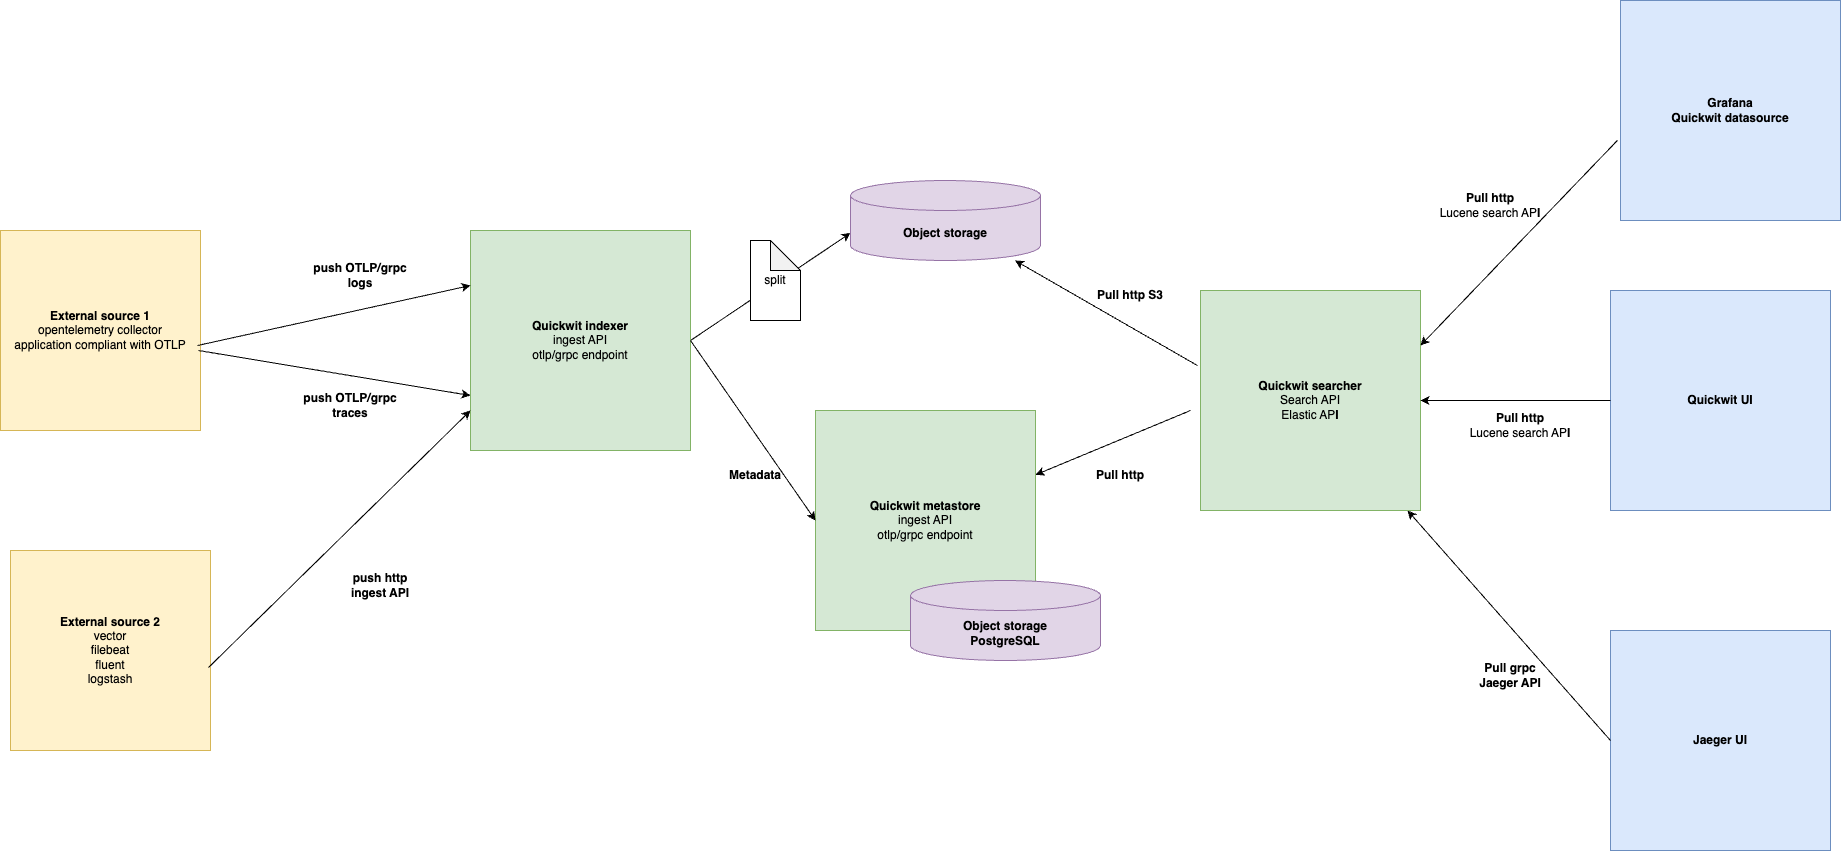 Grafana
Quickwit datasource
Pull http
Lucene search API
Object storage
push OTLP/grpc
logs
split
Pull http S3
External source 1
opentelemetry collector
application compliant with OTLP
Quickwit indexer
ingest API
otlp/grpc endpoint
push OTLP/grpc
traces
Quickwit searcher
Search API
Elastic API
Quickwit UI
Pull http
Lucene search API
Metadata
Pull http
Quickwit metastore
ingest API
otlp/grpc endpoint
push http
ingest API
External source 2
vector
filebeat
fluent
logstash
Object storage
PostgreSQL
Pull grpc
Jaeger API
Jaeger UI